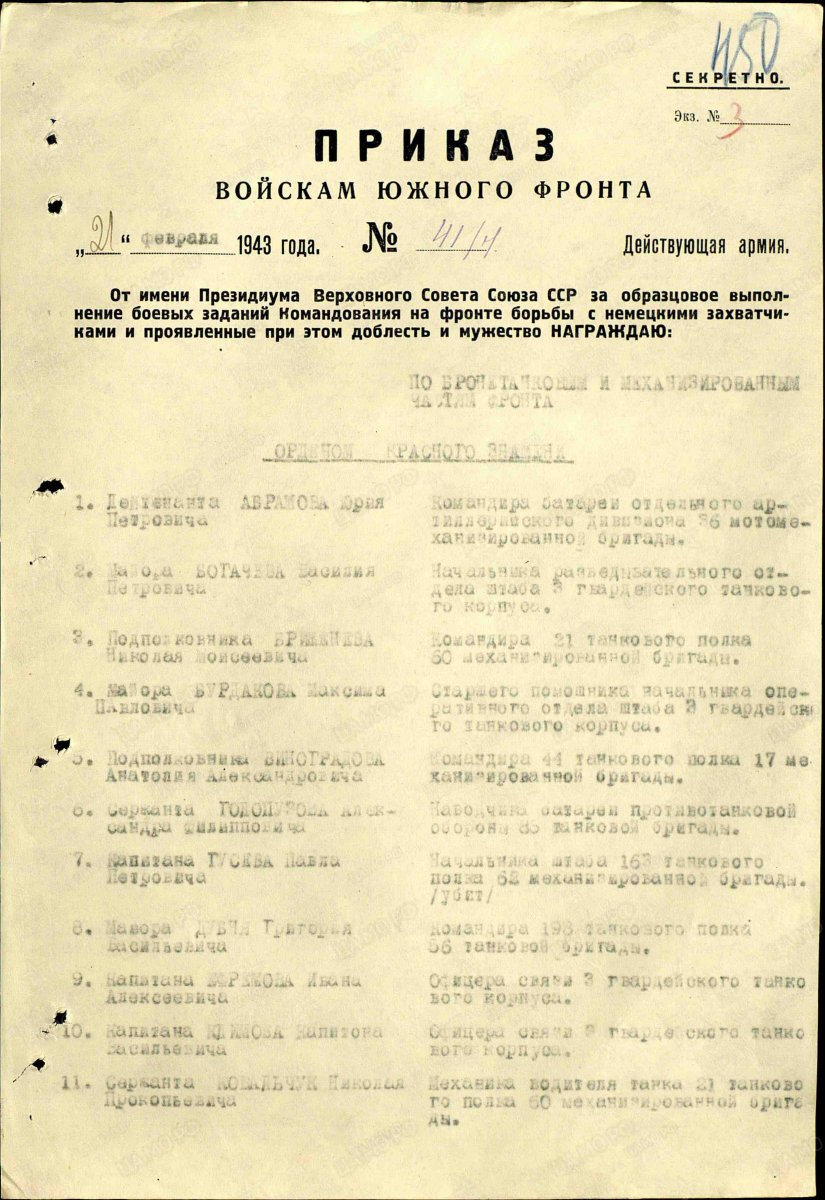 450
СЕКРЕТНО.
Экз. № 3
ПРИКАЗ
ВОЙСКАМ ЮЖНОГО ФРОНТА
„21“ февраля 1943 года. № 41/н Действующая армия.
От имени Президиума Верховного Совета Союза ССР за образцовое выпол-
нение боевых заданий Командования на фронте борьбы с немецкими захватчи-
ками и проявленные при этом доблесть и мужество НАГРАЖДАЮ:
ПО БРОНЕТАНКОВЫМ И МЕХАНИЗИРОВАННЫМ
ЧАСТЯМ ФРОНТА
ОРДЕНОМ КРАСНОГО ЗНАМЕНИ
1. Лейтенанта АБРАМОВА Юрия Командира батареи отдельного ар-
Петровича тиллерийского дивизиона 36 мотоме-
ханизированной бригады.
2. Майора БОГАЧЕВА Василия Начальника разведывательного от-
Петровича дела штаба 3 гвардейского танково-
го корпуса.
3. Подполковника Командира 21 танкового полка
Николая Моисеевича 60 механизированной бригады.
4. Майора БУРДАКОВА Максима Старшего помошника начальника опе-
Павловича ративного отдела штаба 3 гвардейск
го танкового корпуса.
5. Подполковника ВИНОГРАДОВА Командира 44 танкового полка 17 ме
Анатолия Александровича ханизированной бригады.
6. Сержанта Алек- Наводчика батареи противотанковой
сандра Филипповича обороны танковой бригады.
7. Капитана ГУСЕВА Павла Начальника штаба 163 танкового
Петровича полка 62 механизированной бригады.
/убит/
8. Майора Григория Командира 198 танкового полка
Васильевича танковой бригады.
9. Капитана ЕФРЕМОВА Ивана Офицера связи 3 гвардейского танко
Алексеевича вого корпуса.
10. Капитана КЛИМОВА Капитона Офицера связи 3 гвардейского танко
Васильевича вого корпуса.
11. Сержанта КОВАЛЬЧУК Николая Механика водителя танка 21 танково
Прокопьевича го полка 60 механизированной брига
ды.